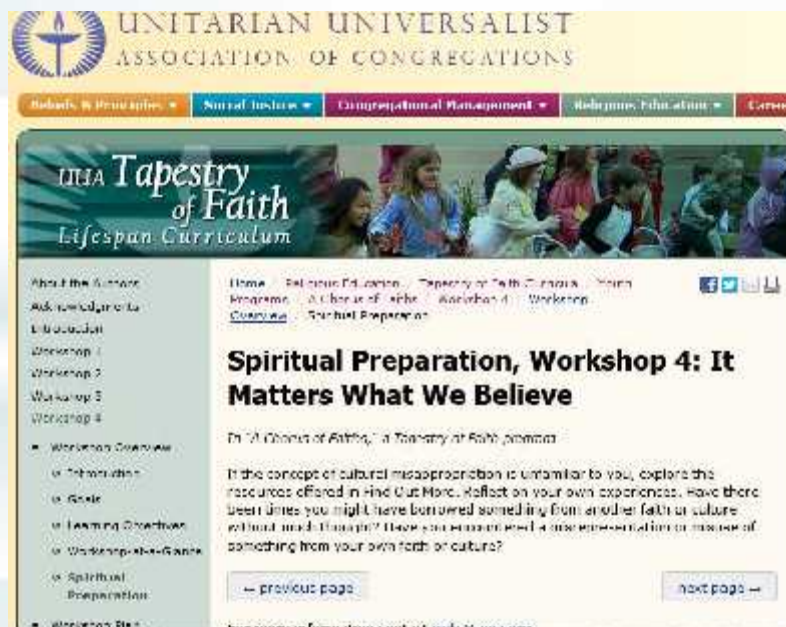 UNITARIAN UNIVERSALIST
ASSOCIATION OF CONGREGATIONS
Beliefs & Principles
Social Justice
Congregational Management
Religious Education
UUA Tapestry
of Faith
Lifespan Curriculum
About the Authors
Acknowledgments
Introduction
Workshop 1
Workshop 2
Workshop 3
Workshop 4
Workshop Overview
Introduction
Goals
Learning Objectives
Workshop-at-a-Glance
Spiritual
Preparation
Workshop Plan
Home / Religious Education / Tapestry of Faith Curricula / Youth
Programs / A Chorus of Faiths / Workshop 4 / Workshop
Overview / Spiritual Preparation
Spiritual Preparation, Workshop 4: It
Matters What We Believe
In "A Chorus of Faiths," a Tapestry of Faith program
If the concept of cultural misappropriation is unfamiliar to you, explore the
resources offered in Find Out More. Reflect on your own experiences. Have there
been times you might have borrowed something from another faith or culture
without much thought? Have you encountered a misrepresentation or misuse of
something from your own faith or culture?
← previous page
next page →